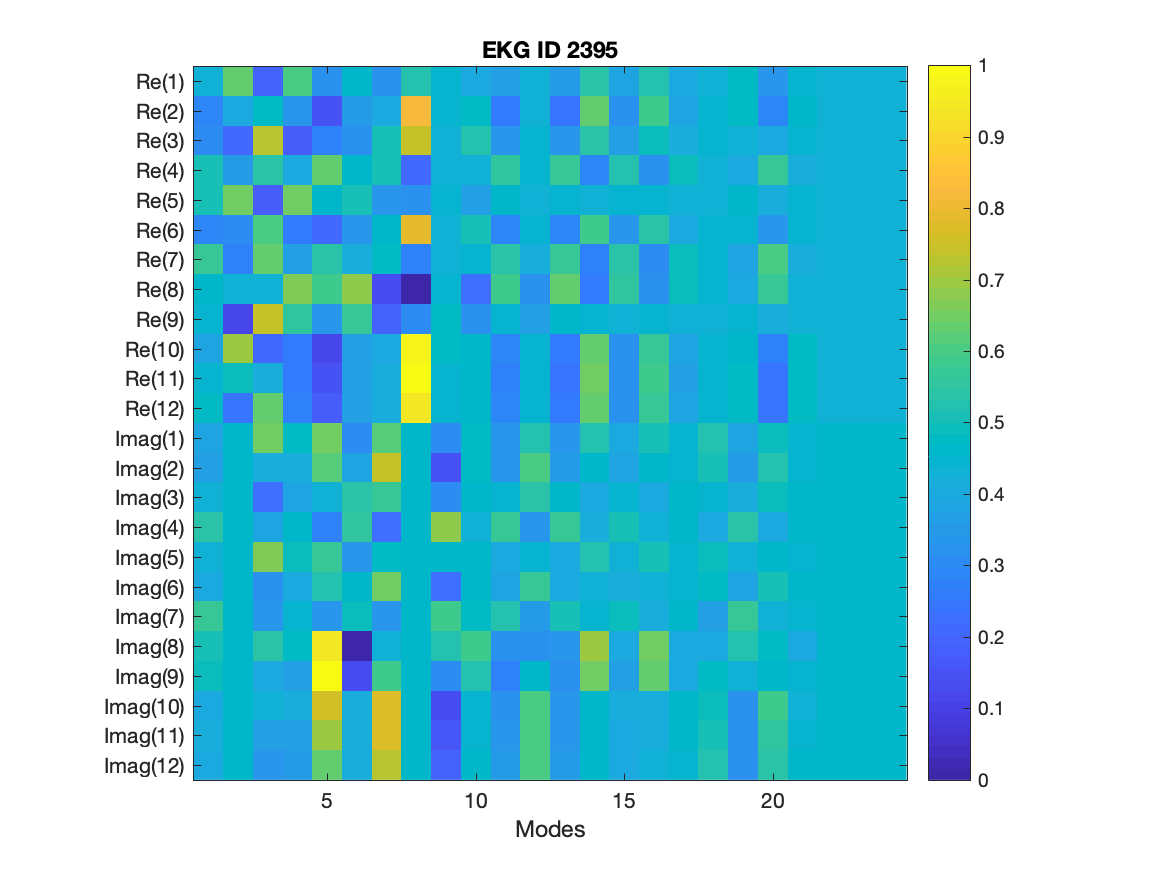 EKG ID 2395
Re(1)
Re(2)
Re(3)
Re(4)
Re(5)
Re(6)
Re(7)
Re(8)
Re(9)
Re(10)
Re(11)
Re(12)
Imag(1)
Imag(2)
Imag(3)
Imag(4)
Imag(5)
Imag(6)
Imag(7)
Imag(8)
Imag(9)
Imag(10)
Imag(11)
Imag(12)
5 10 15 20
Modes
1
0.9
0.8
0.7
0.6
0.5
0.4
0.3
0.2
0.1
0